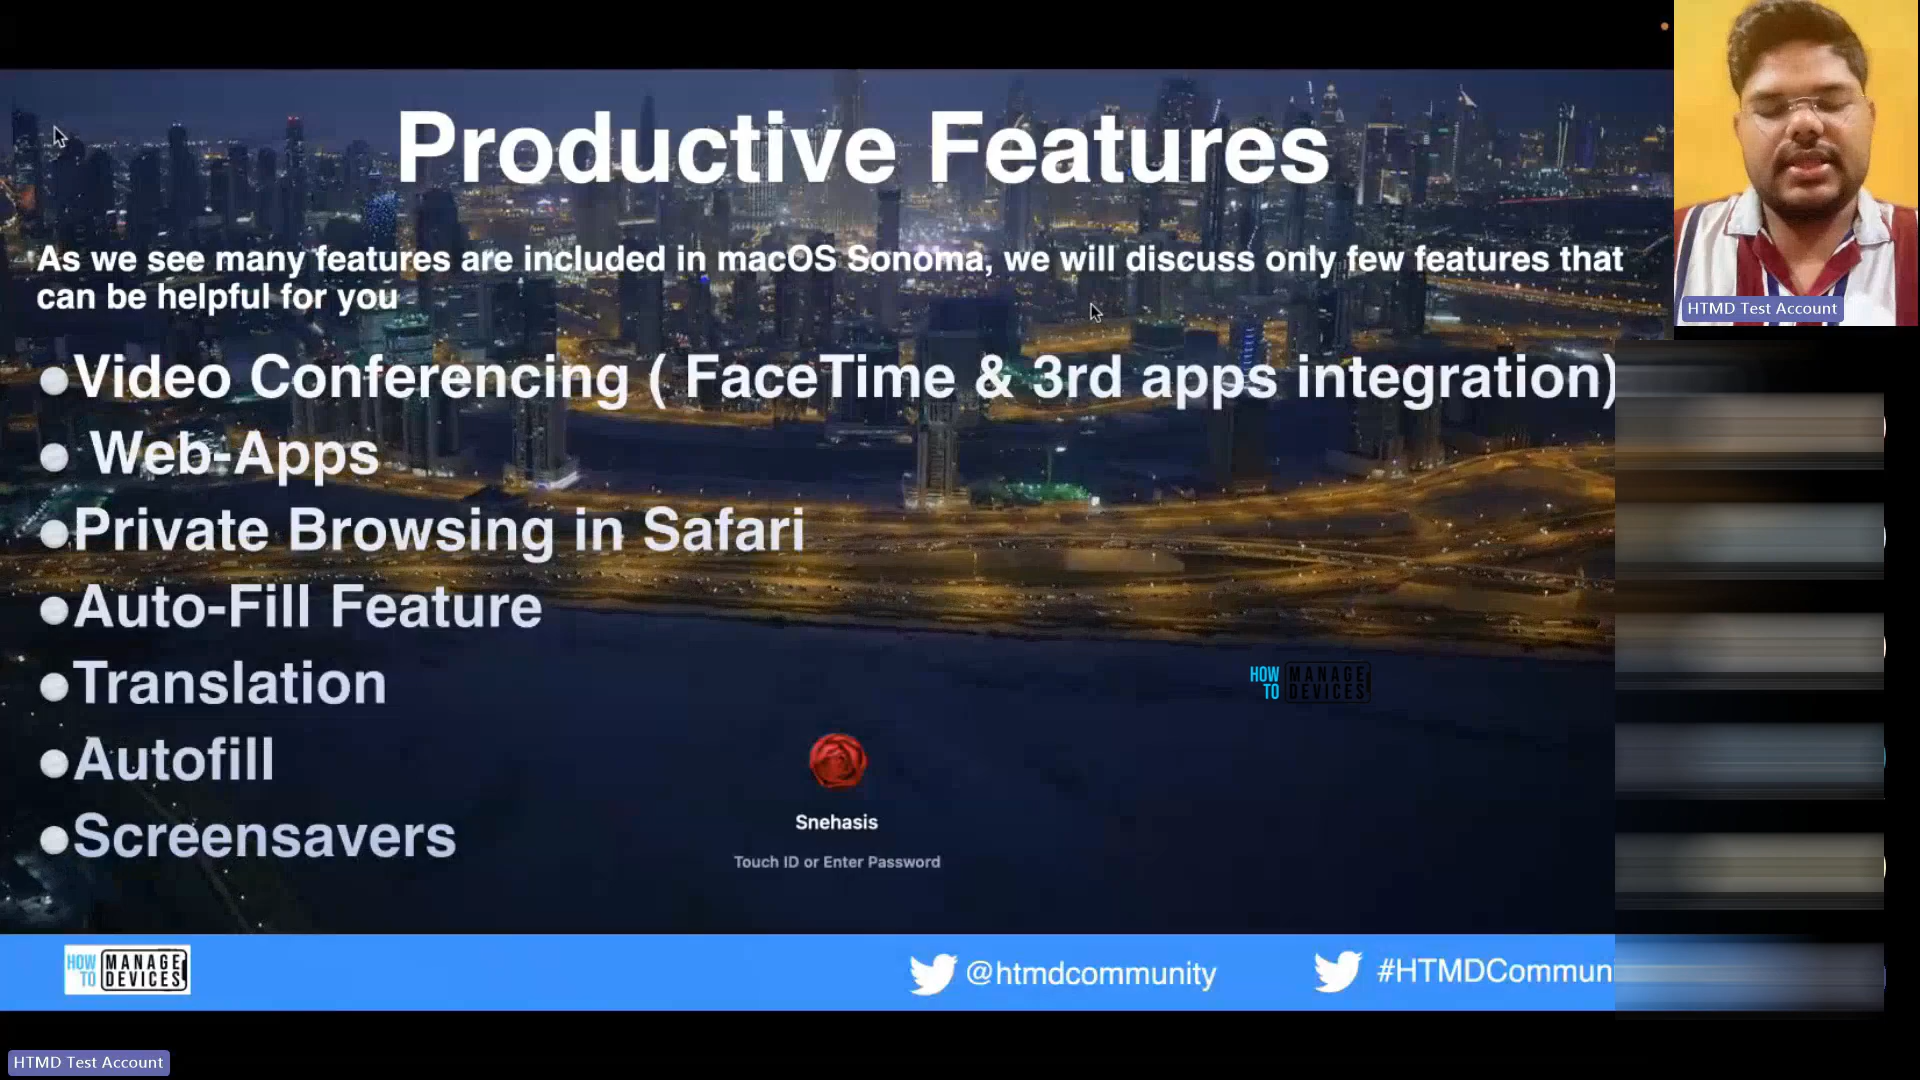 Productive Features
As we see many features are included in macOS Sonoma, we will discuss only few features that
can be helpful for you
Video Conferencing ( FaceTime & 3rd apps integration)
Web-Apps
Private Browsing in Safari
Auto-Fill Feature
Translation
Autofill
Screensavers
HOW TO MANAGE DEVICES
Snehasis
Touch ID or Enter Password
HOW TO MANAGE DEVICES
@htmdcommunity
#HTMDCommun
HTMD Test Account
HTMD Test Account